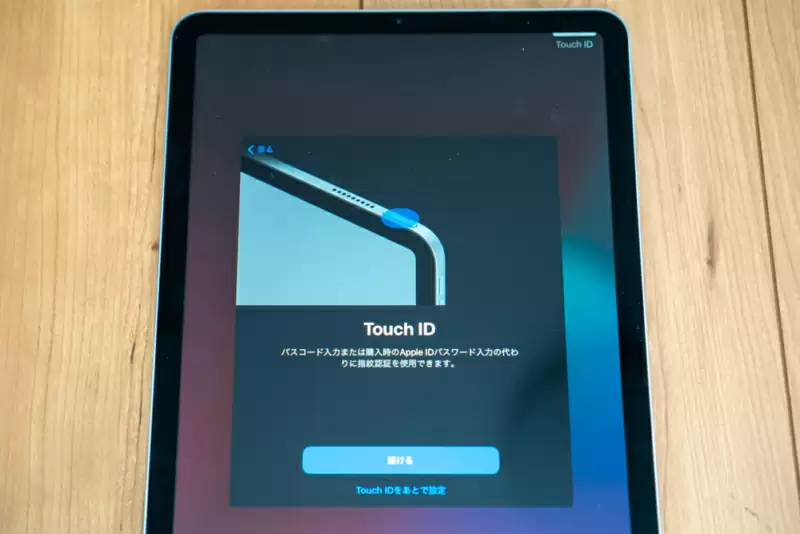 Touch ID
戻る
Touch ID
パスコード入力または購入時のApple IDパスワード入力の代わ
りに指紋認証を使用できます。
続ける
Touch IDをあとで設定